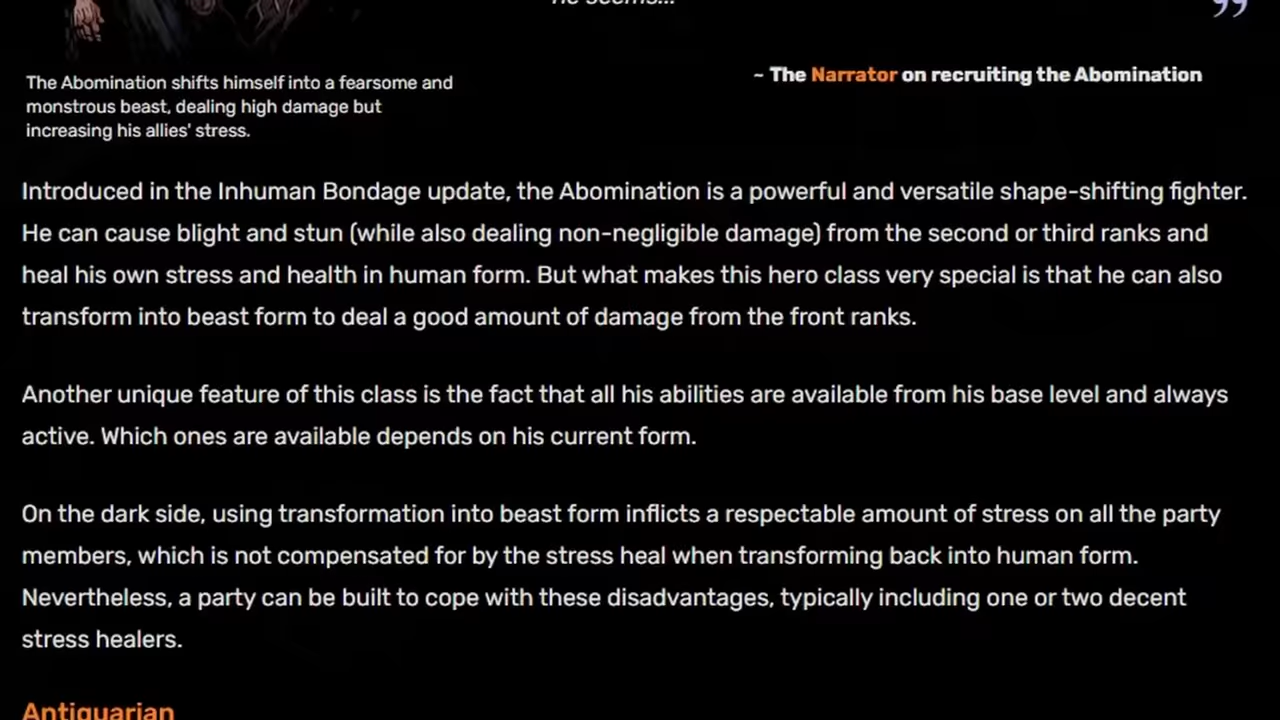 he seems...
”
~ The Narrator on recruiting the Abomination
The Abomination shifts himself into a fearsome and
monstrous beast, dealing high damage but
increasing his allies' stress.
Introduced in the Inhuman Bondage update, the Abomination is a powerful and versatile shape-shifting fighter.
He can cause blight and stun (while also dealing non-negligible damage) from the second or third ranks and
heal his own stress and health in human form. But what makes this hero class very special is that he can also
transform into beast form to deal a good amount of damage from the front ranks.
Another unique feature of this class is the fact that all his abilities are available from his base level and always
active. Which ones are available depends on his current form.
On the dark side, using transformation into beast form inflicts a respectable amount of stress on all the party
members, which is not compensated for by the stress heal when transforming back into human form.
Nevertheless, a party can be built to cope with these disadvantages, typically including one or two decent
stress healers.
Antiquarian